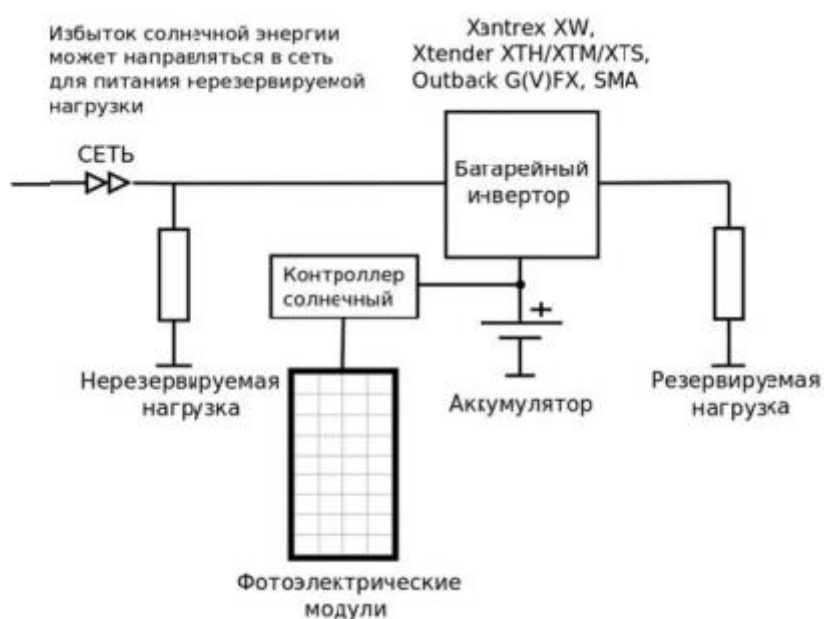 Избыток солнечной энергии
может направляться в сеть
для питания нерезервируемой
нагрузки
Xantrex XW,
Xtender XTH/XTM/XTS,
Outback G(V)FX, SMA
СЕТЬ
Батарейный
инвертор
Контроллер
солнечный
+
Нерезервируемая
нагрузка
Аккумулятор
Резервируемая
нагрузка
Фотоэлектрические
модули